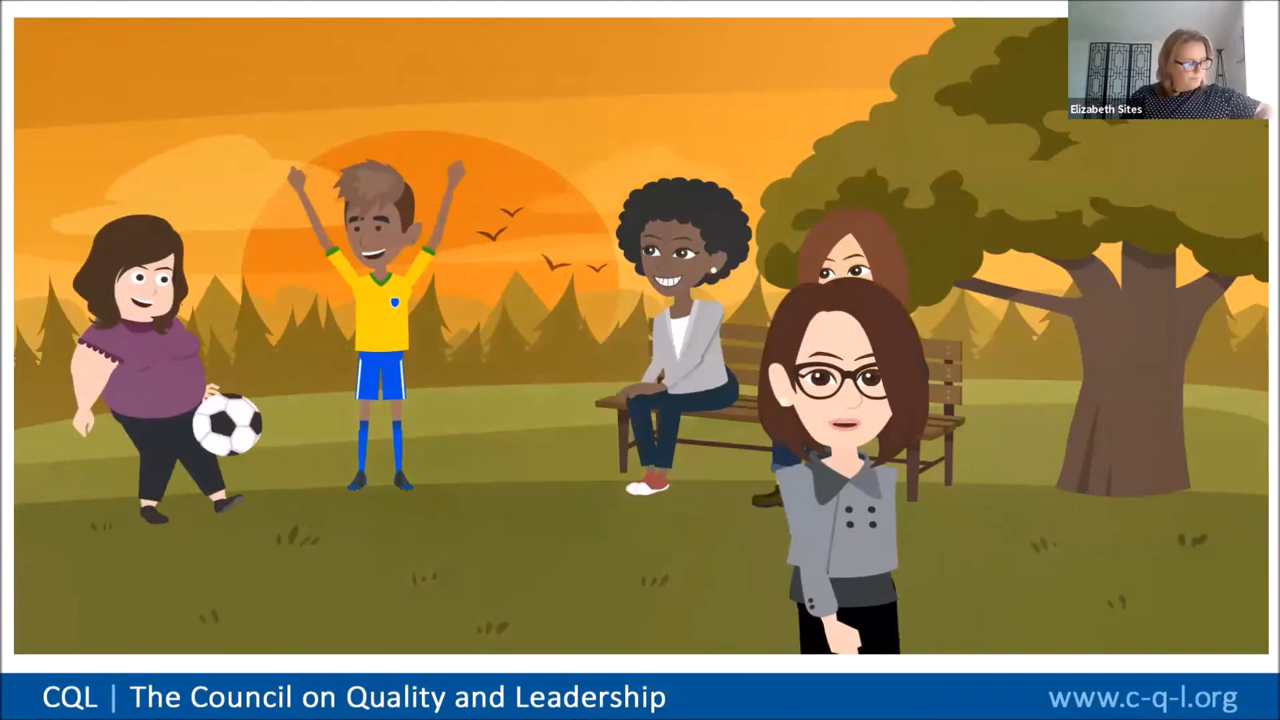 Elizabeth Sites
CQL | The Council on Quality and Leadership
www.c-q-l.org